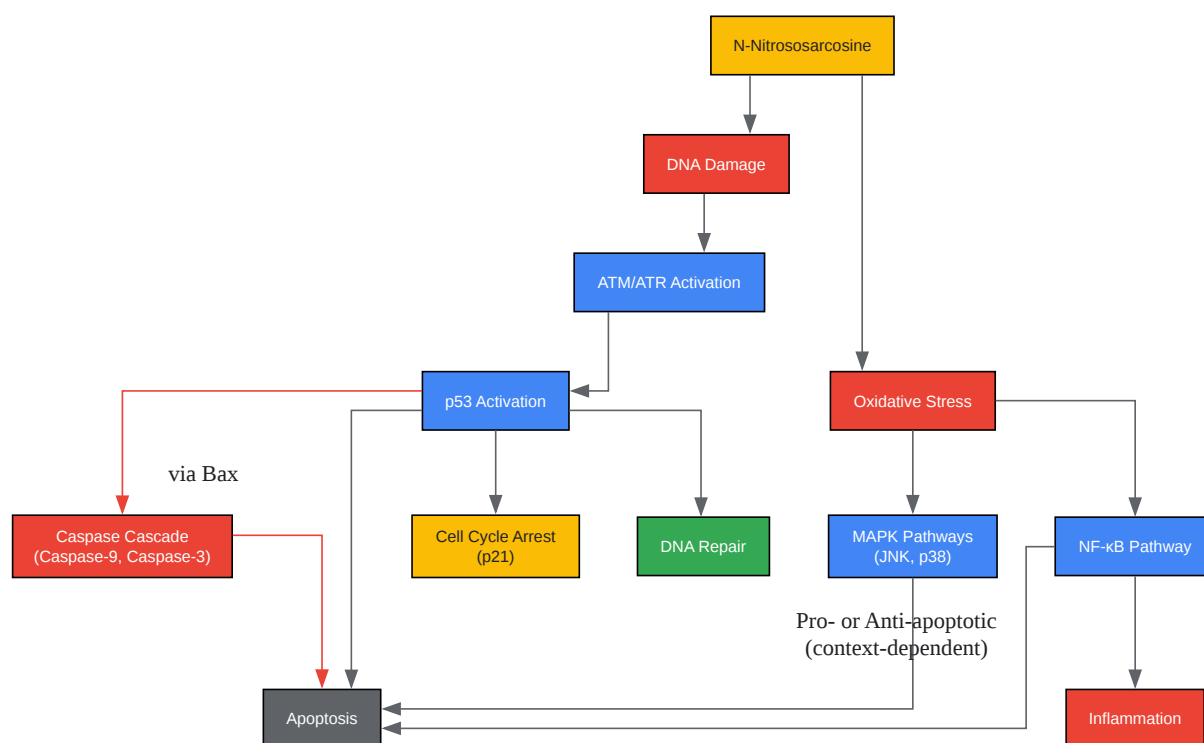 N-Nitrososarcosine
DNA Damage
ATM/ATR Activation
p53 Activation
Oxidative Stress
via Bax
Caspase Cascade
(Caspase-9, Caspase-3)
Cell Cycle Arrest
(p21)
DNA Repair
MAPK Pathways
(JNK, p38)
NF-κB Pathway
Pro- or Anti-apoptotic
(context-dependent)
Apoptosis
Inflammation